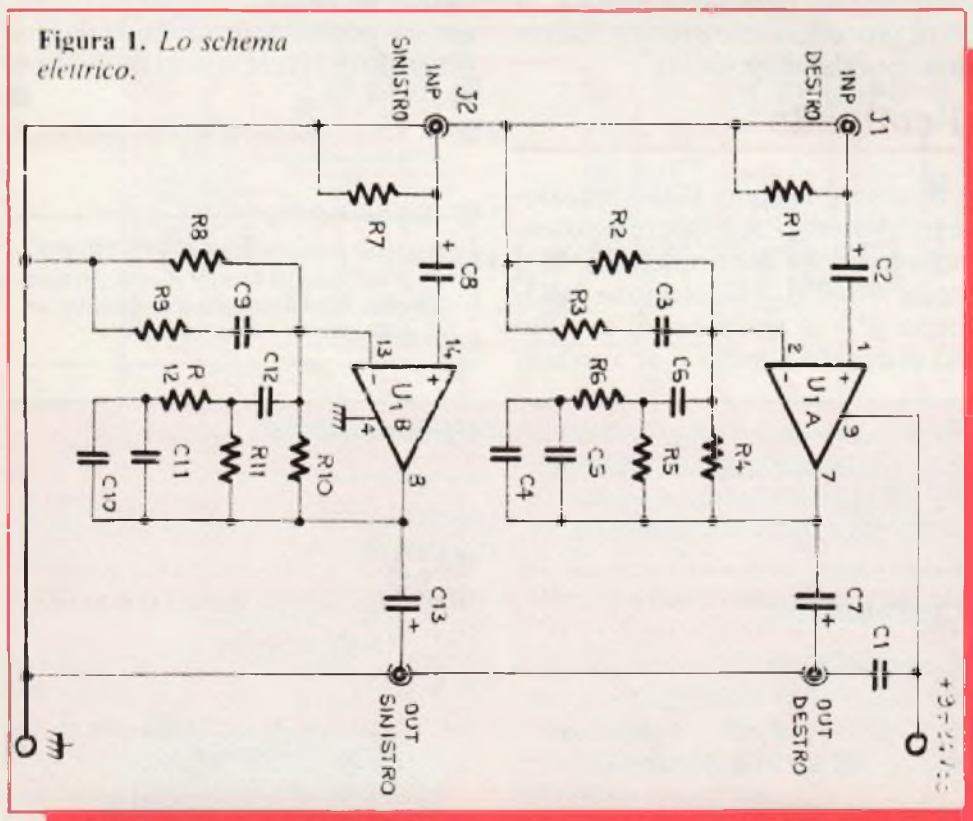 Figura 1. Lo schema
elettrico.
SINISTRO
INP
J2
DESTRO
INP
J1
R7
R1
C8
C2
R8
R2
R9
C9
R3
C3
13
14
2
1
-
+
U1B
4
8
-
+
U1A
9
7
R
12
C12
R6
C6
C10
C11
R11
R10
C4
C5
R5
R4
C13
+
C7
+
C1
OUT
SINISTRO
OUT
DESTRO